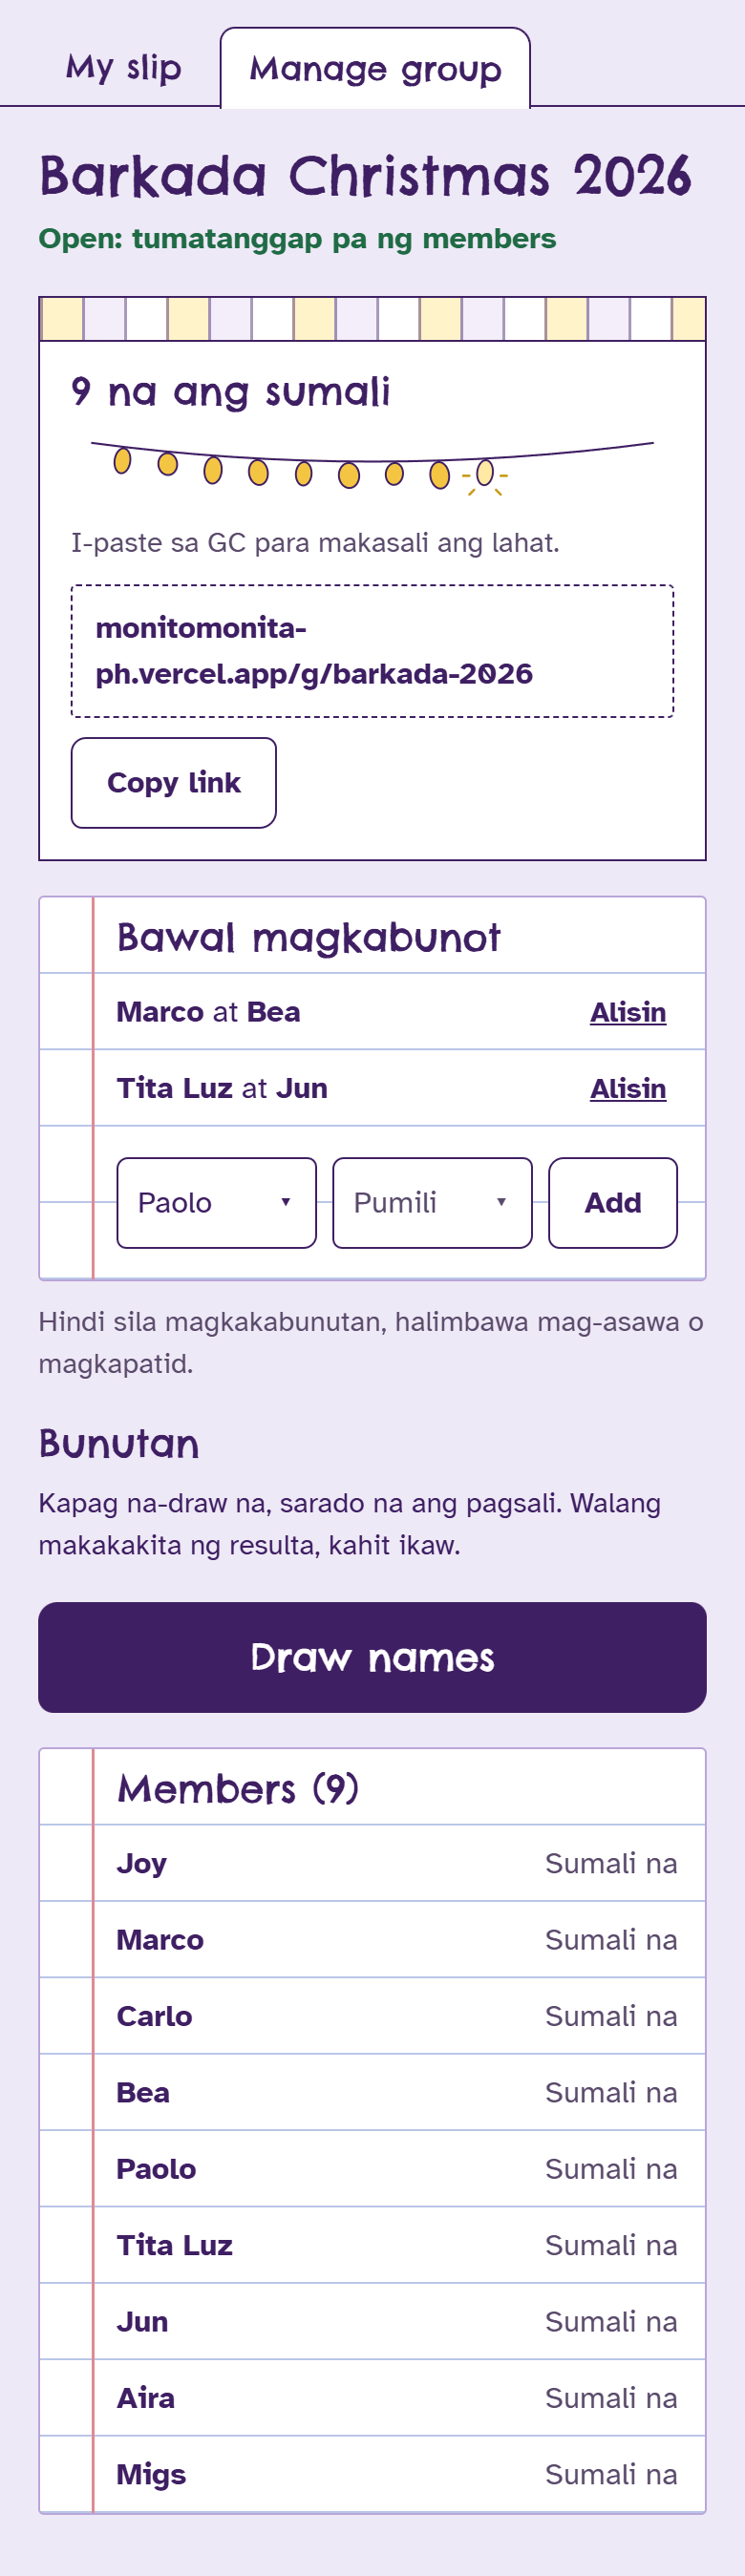 My slip
Manage group
Barkada Christmas 2026
Open: tumatanggap pa ng members
9 na ang sumali
I-paste sa GC para makasali ang lahat.
monitomonita-
ph.vercel.app/g/barkada-2026
Copy link
Bawal magkabunot
Marco at Bea Alisin
Tita Luz at Jun Alisin
Paolo Pumili Add
Hindi sila magkakabunutan, halimbawa mag-asawa o
magkapatid.
Bunutan
Kapag na-draw na, sarado na ang pagsali. Walang
makakakita ng resulta, kahit ikaw.
Draw names
Members (9)
Joy Sumali na
Marco Sumali na
Carlo Sumali na
Bea Sumali na
Paolo Sumali na
Tita Luz Sumali na
Jun Sumali na
Aira Sumali na
Migs Sumali na